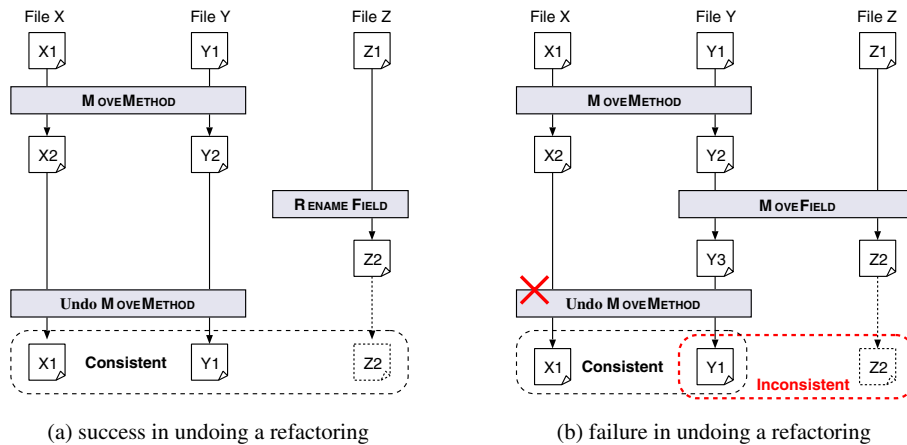 File X File Y File Z File X File Y File Z
X1 Y1 Z1 X1 Y1 Z1
MOVEMETHOD MOVEMETHOD
X2 Y2 X2 Y2
RENAME FIELD MOVEFIELD
Z2 Y3 Z2
Undo MOVEMETHOD Undo MOVEMETHOD
X1 Consistent Y1 Z2 X1 Consistent Y1 Inconsistent Z2
(a) success in undoing a refactoring (b) failure in undoing a refactoring